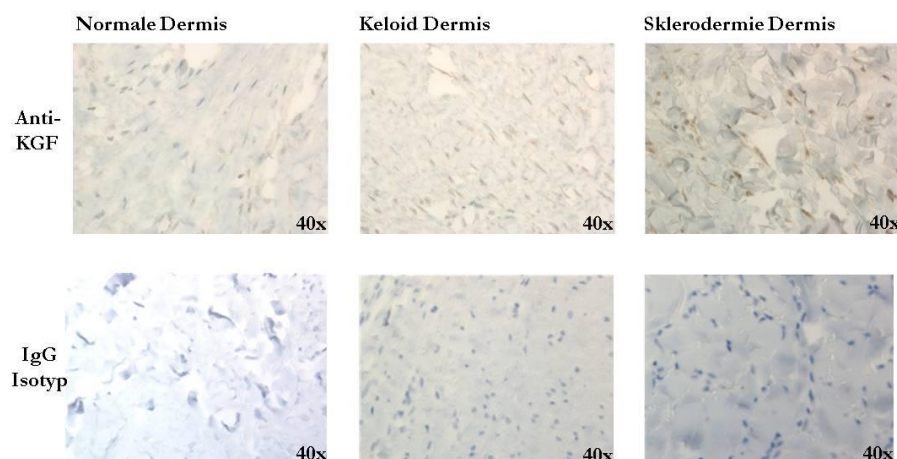 Normale Dermis Keloid Dermis Sklerodermie Dermis
Anti-
KGF
40x 40x 40x
IgG
Isotyp
40x 40x 40x